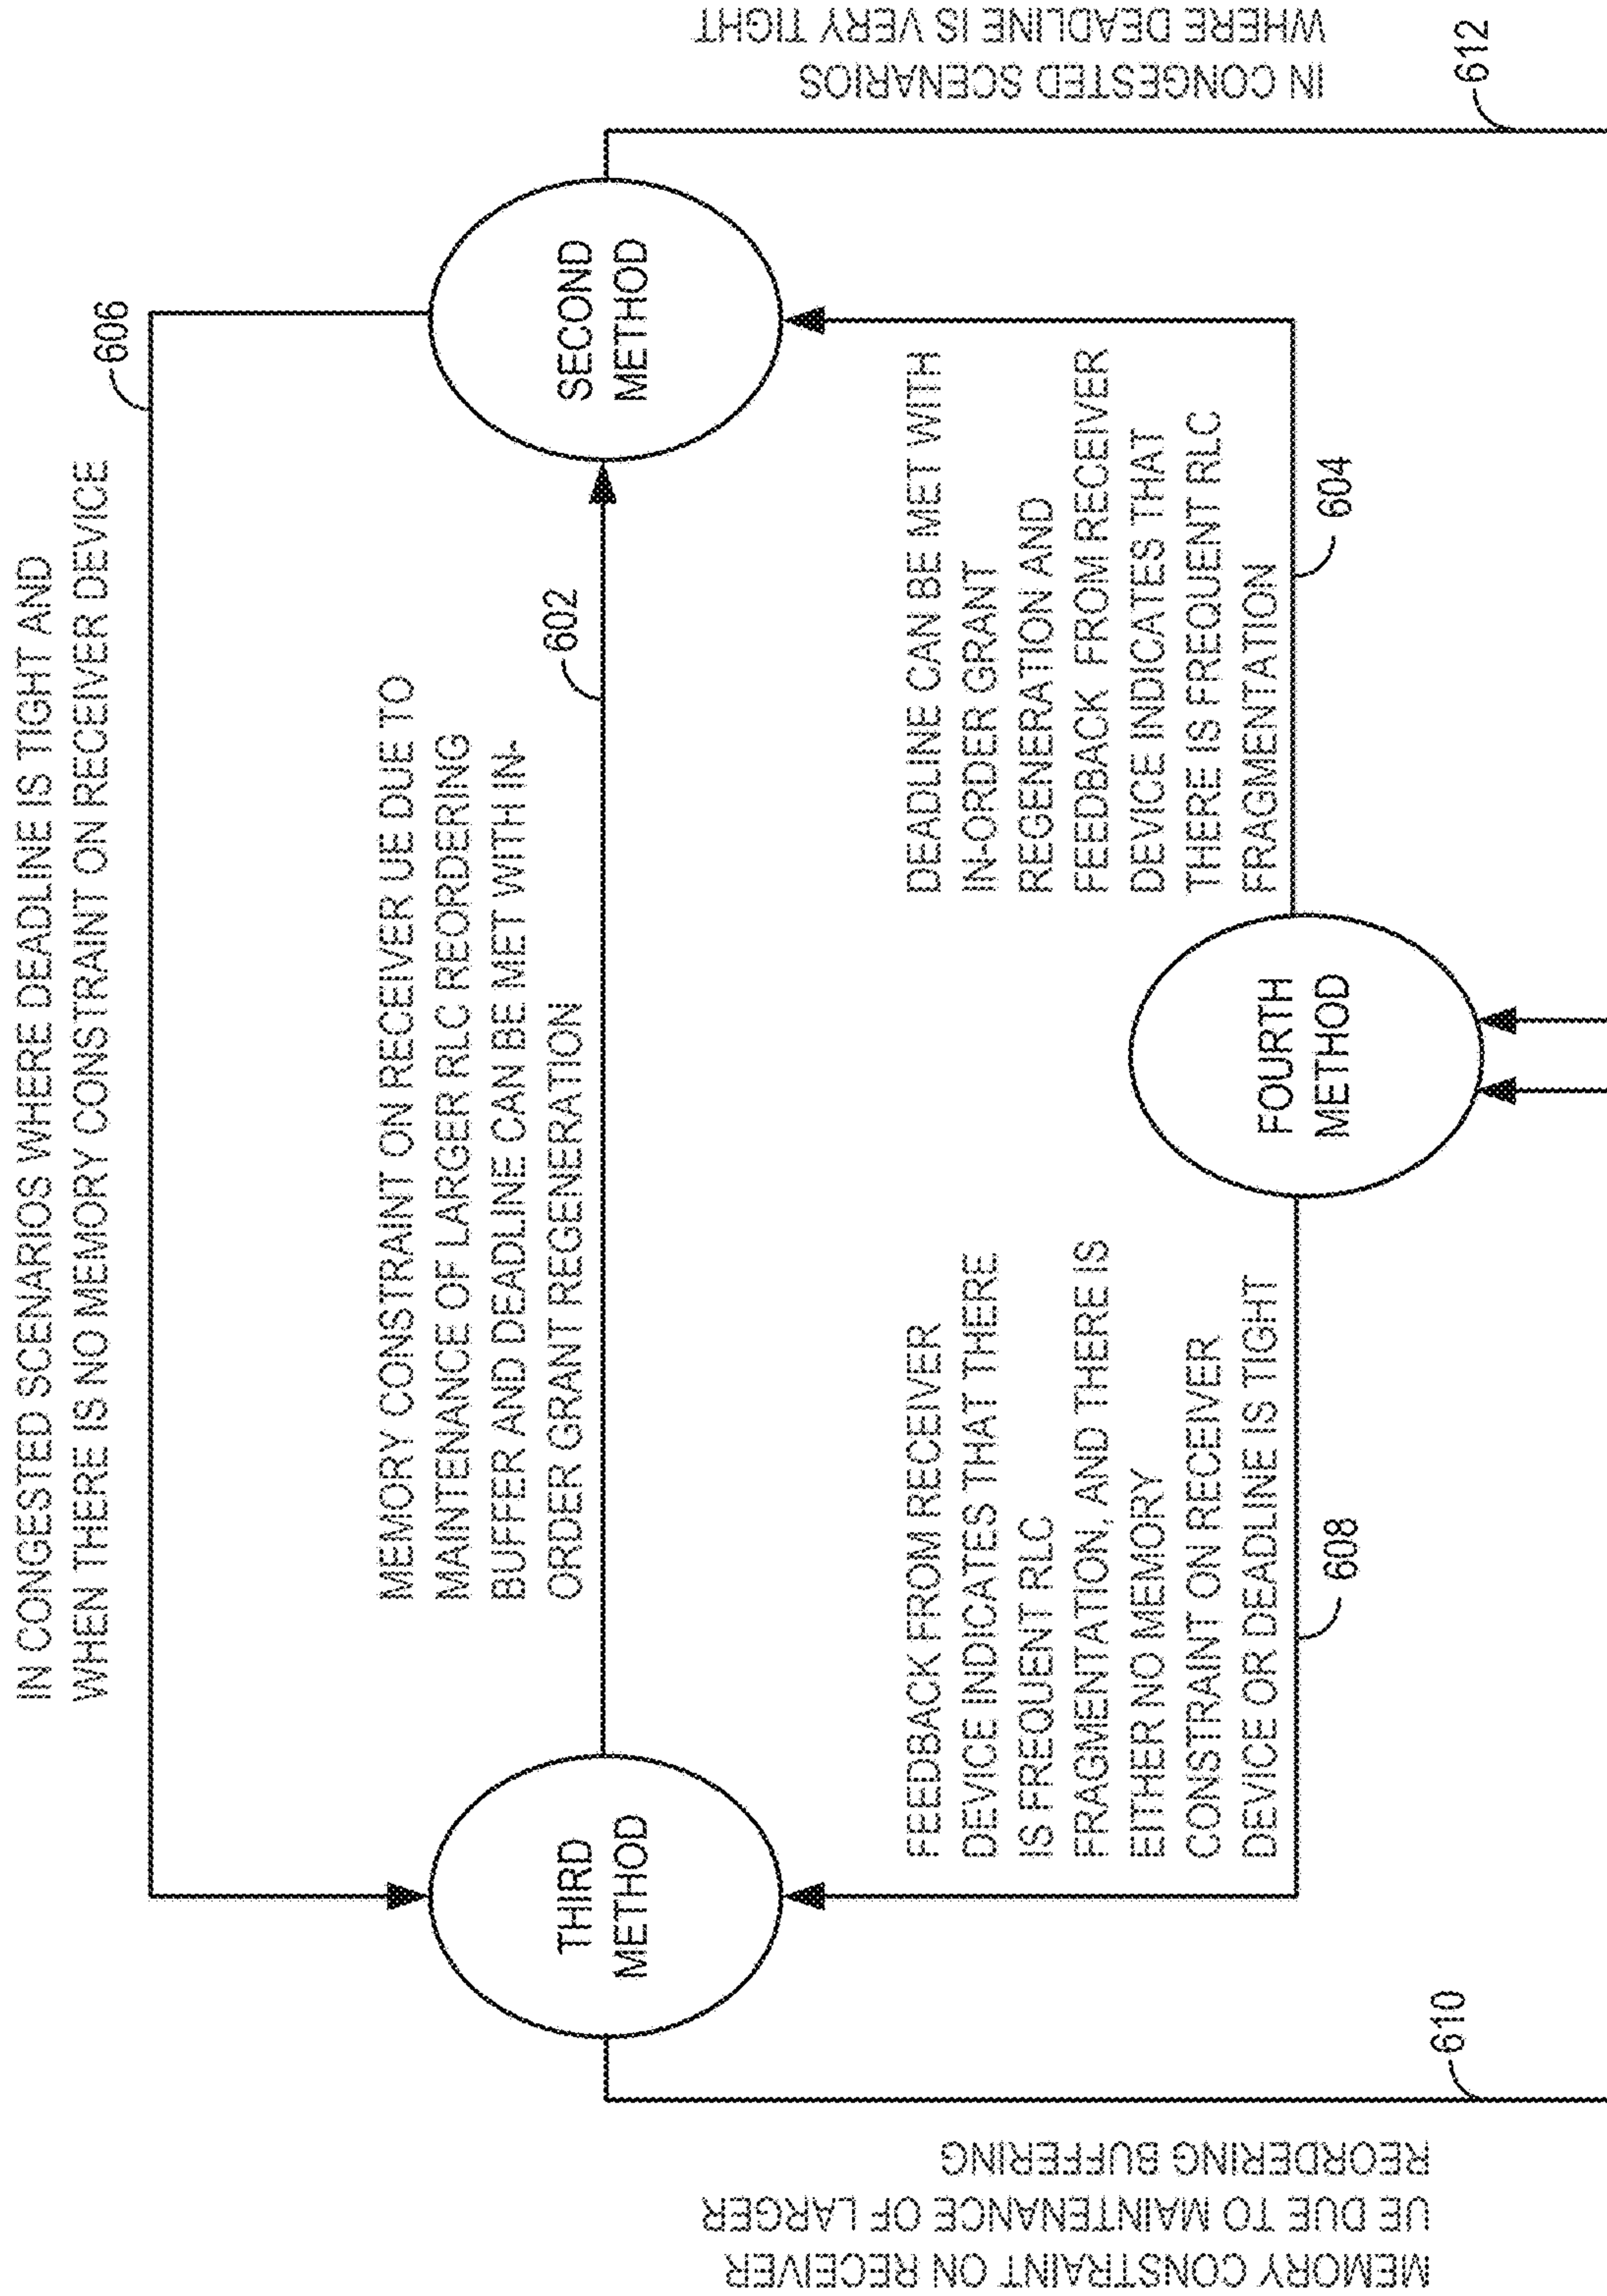 IN CONGESTED SCENARIOS WHERE DEADLINE IS TIGHT AND
WHEN THERE IS NO MEMORY CONSTRAINT ON RECEIVER DEVICE
606
MEMORY CONSTRAINT ON RECEIVER UE DUE TO
MAINTENANCE OF LARGER RLC REORDERING
BUFFER AND DEADLINE CAN BE MET WITH IN-
ORDER GRANT REGENERATION
602
THIRD
METHOD
SECOND
METHOD
FEEDBACK FROM RECEIVER
DEVICE INDICATES THAT THERE
IS FREQUENT RLC
FRAGMENTATION, AND THERE IS
EITHER NO MEMORY
CONSTRAINT ON RECEIVER
DEVICE OR DEADLINE IS TIGHT
608
DEADLINE CAN BE MET WITH
IN-ORDER GRANT
REGENERATION AND
FEEDBACK FROM RECEIVER
DEVICE INDICATES THAT
THERE IS FREQUENT RLC
FRAGMENTATION
604
FOURTH
METHOD
MEMORY CONSTRAINT ON RECEIVER
UE DUE TO MAINTENANCE OF LARGER
REORDERING BUFFERING
610
IN CONGESTED SCENARIOS
WHERE DEADLINE IS VERY TIGHT
612